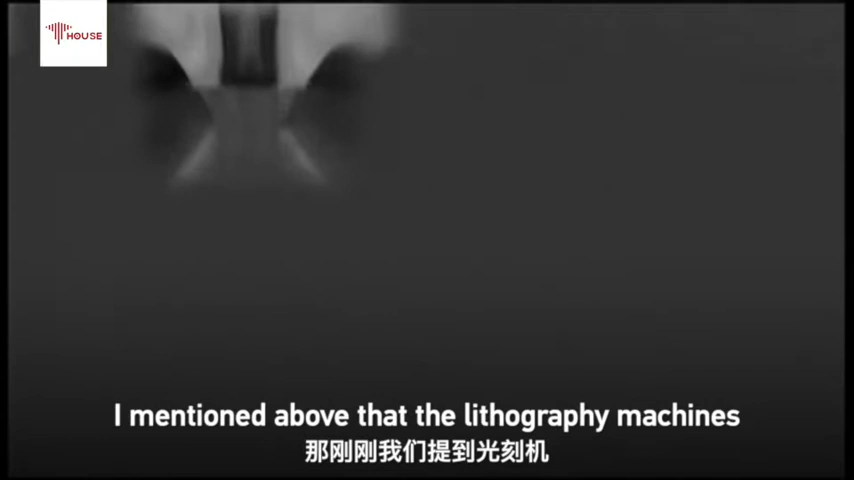 HOUSE
I mentioned above that the lithography machines
那刚刚我们提到光刻机